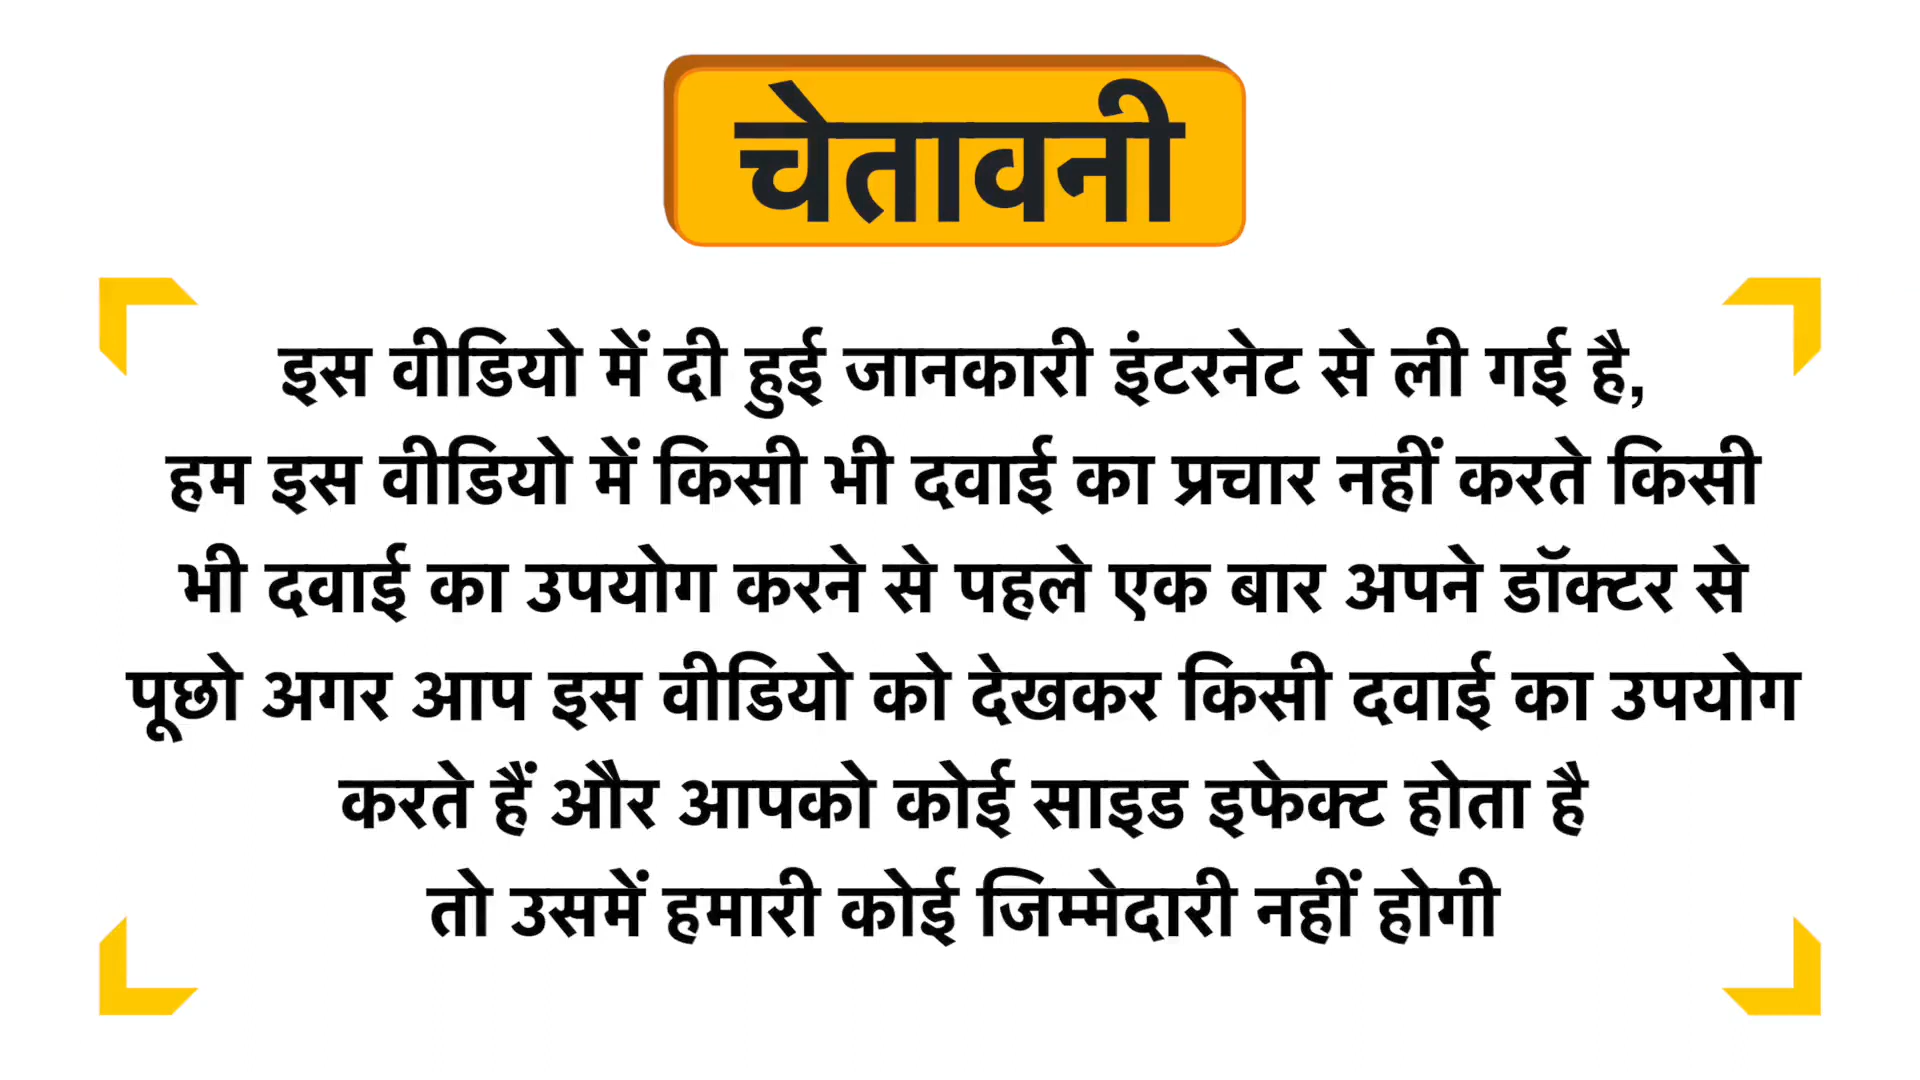 चेतावनी
इस वीडियो में दी हुई जानकारी इंटरनेट से ली गई है,
हम इस वीडियो में किसी भी दवाई का प्रचार नहीं करते किसी
भी दवाई का उपयोग करने से पहले एक बार अपने डॉक्टर से
पूछो अगर आप इस वीडियो को देखकर किसी दवाई का उपयोग
करते हैं और आपको कोई साइड इफेक्ट होता है
तो उसमें हमारी कोई जिम्मेदारी नहीं होगी